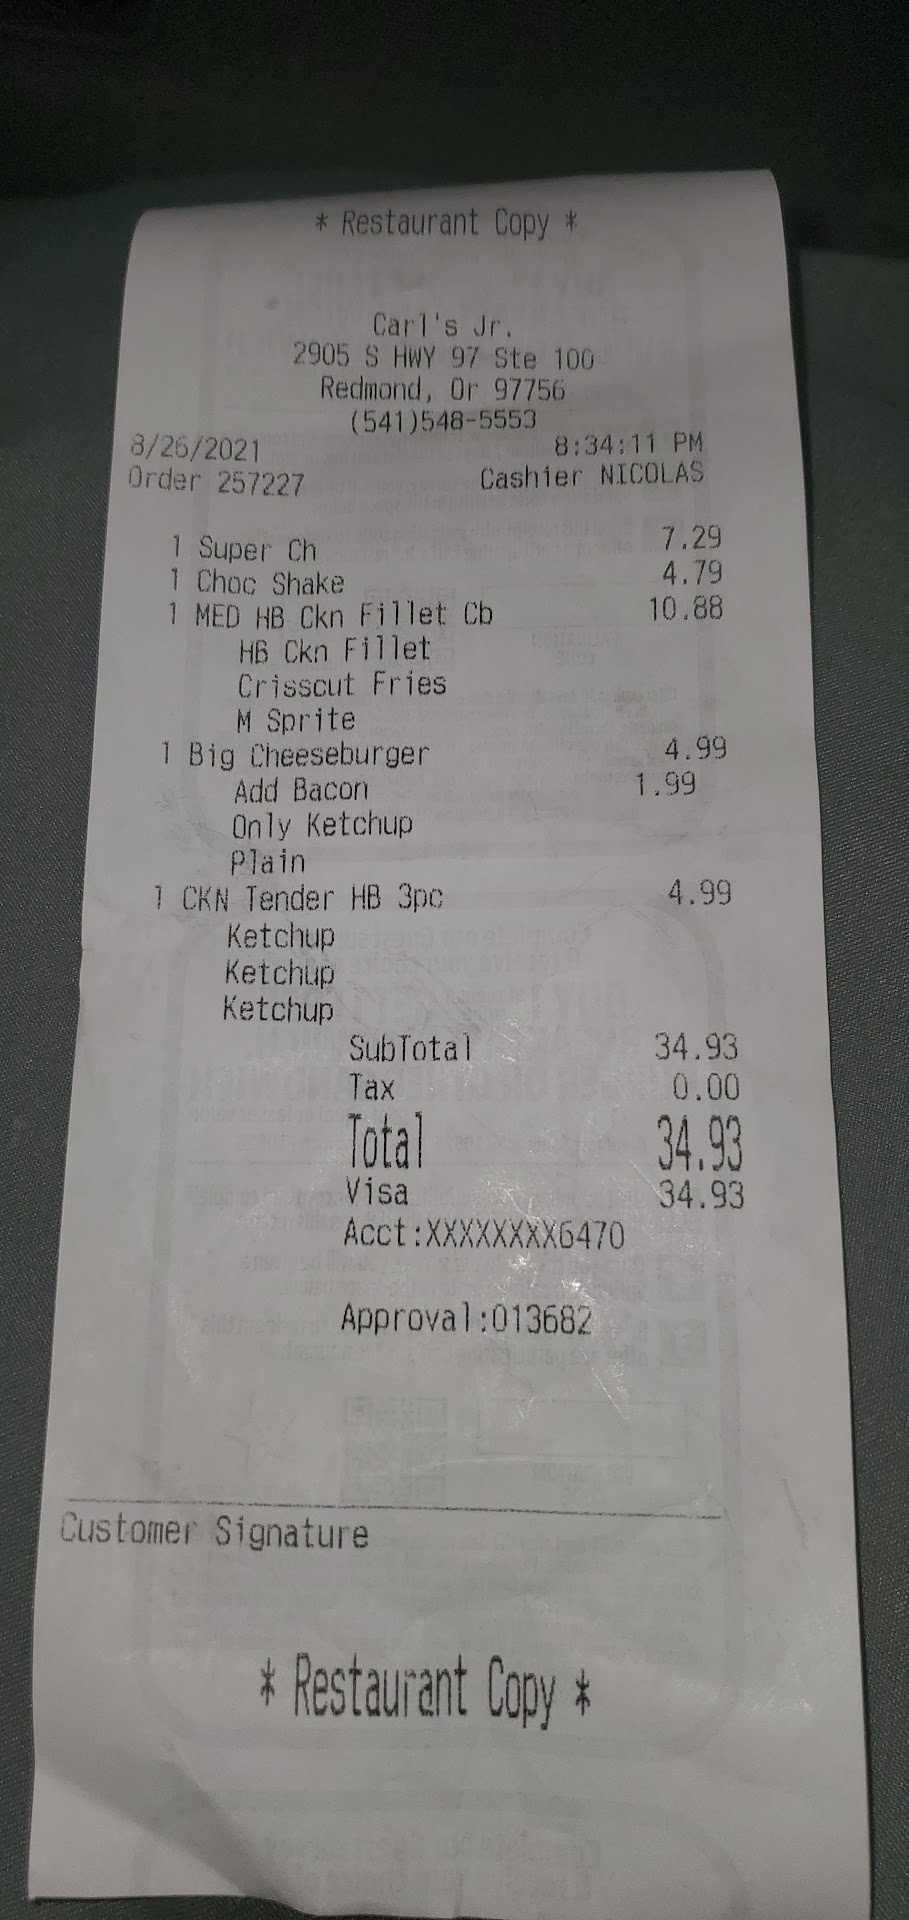 * Restaurant Copy *
Carl's Jr.
2905 S HWY 97 Ste 100
Redmond, Or 97756
(541)548-5553
8/26/2021 8:34:11 PM
Order 257227 Cashier NICOLAS
1 Super Ch 7.29
1 Choc Shake 4.79
1 MED HB Ckn Fillet Cb 10.88
HB Ckn Fillet
Crisscut Fries
M Sprite
1 Big Cheeseburger 4.99
Add Bacon 1.99
Only Ketchup
Plain
1 CKN Tender HB 3pc 4.99
Ketchup
Ketchup
Ketchup
SubTotal 34.93
Tax 0.00
Total 34.93
Visa 34.93
Acct:XXXXXXXX6470
Approval:013682
Customer Signature
* Restaurant Copy *